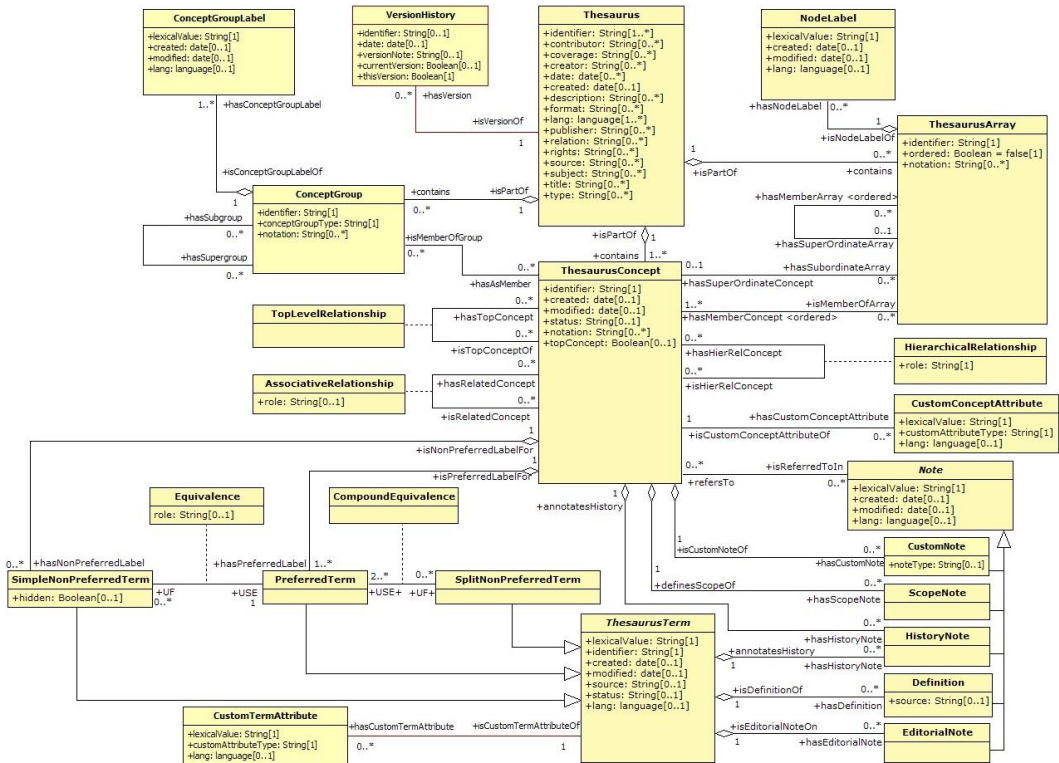 ConceptGroupLabel
+lexicalValue: String[1]
+created: date[0..1]
+modified: date[0..1]
+lang: language[0..1]
1..*
+hasConceptGroupLabel
+isConceptGroupLabelOf
1
VersionHistory
+identifier: String[0..1]
+date: date[0..1]
+versionNote: String[0..1]
+currentVersion: Boolean[0..1]
+thisVersion: Boolean[1]
0..*
+hasVersion
+isVersionOf
1
Thesaurus
+identifier: String[1..*]
+contributor: String[0..*]
+coverage: String[0..*]
+creator: String[0..*]
+date: date[0..*]
+created: date[0..1]
+description: String[0..*]
+format: String[0..*]
+lang: language[1..*]
+publisher: String[0..*]
+relation: String[0..*]
+rights: String[0..*]
+source: String[0..*]
+subject: String[0..*]
+title: String[0..*]
+type: String[0..*]
NodeLabel
+lexicalValue: String[1]
+created: date[0..1]
+modified: date[0..1]
+lang: language[0..1]
+hasNodeLabel
0..*
1
+isNodeLabelOf
ThesaurusArray
+identifier: String[1]
+ordered: Boolean = false[1]
+notation: String[0..*]
1
+isPartOf
0..*
+contains
+hasMemberArray <ordered>
0..*
0..1
+hasSuperOrdinateArray
ConceptGroup
+identifier: String[1]
+conceptGroupType: String[1]
+notation: String[0..*]
+contains
0..*
+isPartOf
1
+hasSubgroup
0..*
+hasSupergroup
0..*
+isMemberOfGroup
0..*
0..*
+hasAsMember
+isPartOf
1
+contains
1..*
ThesaurusConcept
+identifier: String[1]
+created: date[0..1]
+modified: date[0..1]
+status: String[0..1]
+notation: String[0..*]
+topConcept: Boolean[0..1]
0..1
+hasSuperOrdinateConcept
+hasSubordinateArray
0..*
1..*
+hasMemberConcept <ordered>
+isMemberOfArray
0..*
TopLevelRelationship
0..*
+hasTopConcept
0..*
+isTopConceptOf
AssociativeRelationship
+role: String[0..1]
0..*
+hasRelatedConcept
0..*
+isRelatedConcept
0..*
+hasHierRelConcept
0..*
+isHierRelConcept
HierarchicalRelationship
+role: String[1]
CustomConceptAttribute
+lexicalValue: String[1]
+customAttributeType: String[1]
+lang: language[0..1]
1
+isCustomConceptAttributeOf
+hasCustomConceptAttribute
0..*
1
+isNonPreferredLabelFor
1
+isPreferredLabelFor
0..*
+refersTo
+isReferredToIn
0..*
Note
+lexicalValue: String[1]
+created: date[0..1]
+modified: date[0..1]
+lang: language[0..1]
Equivalence
role: String[0..1]
CompoundEquivalence
1
+annotatesHistory
1
+isCustomNoteOf
0..*
+hasCustomNote
CustomNote
+noteType: String[0..1]
1
+definesScopeOf
0..*
+hasScopeNote
ScopeNote
0..*
+hasNonPreferredLabel
+hasPreferredLabel
1..*
SimpleNonPreferredTerm
+hidden: Boolean[0..1]
+UF
0..*
+USE
1
PreferredTerm
2..*
+USE+
0..*
+UF+
SplitNonPreferredTerm
ThesaurusTerm
+lexicalValue: String[1]
+identifier: String[1]
+created: date[0..1]
+modified: date[0..1]
+source: String[0..1]
+status: String[0..1]
+lang: language[0..1]
0..*
+hasHistoryNote
HistoryNote
+annotatesHistory
1
0..*
+hasHistoryNote
+isDefinitionOf
1
0..*
+hasDefinition
Definition
+source: String[0..1]
+isEditorialNoteOn
1
0..*
+hasEditorialNote
EditorialNote
CustomTermAttribute
+lexicalValue: String[1]
+customAttributeType: String[1]
+lang: language[0..1]
+hasCustomTermAttribute
0..*
+isCustomTermAttributeOf
1